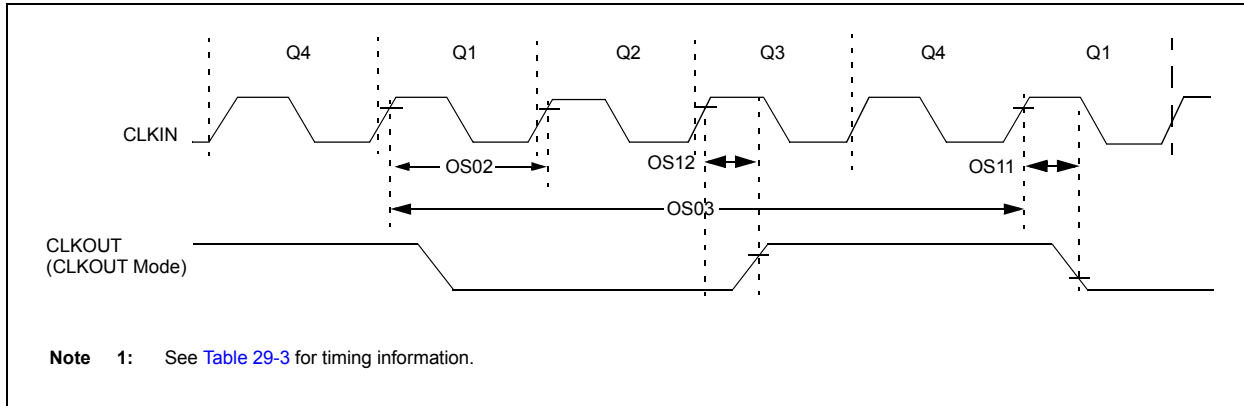 Q4 Q1 Q2 Q3 Q4 Q1
CLKIN
OS02
OS12
OS11
OS03
CLKOUT
(CLKOUT Mode)
Note 1: See Table 29-3 for timing information.